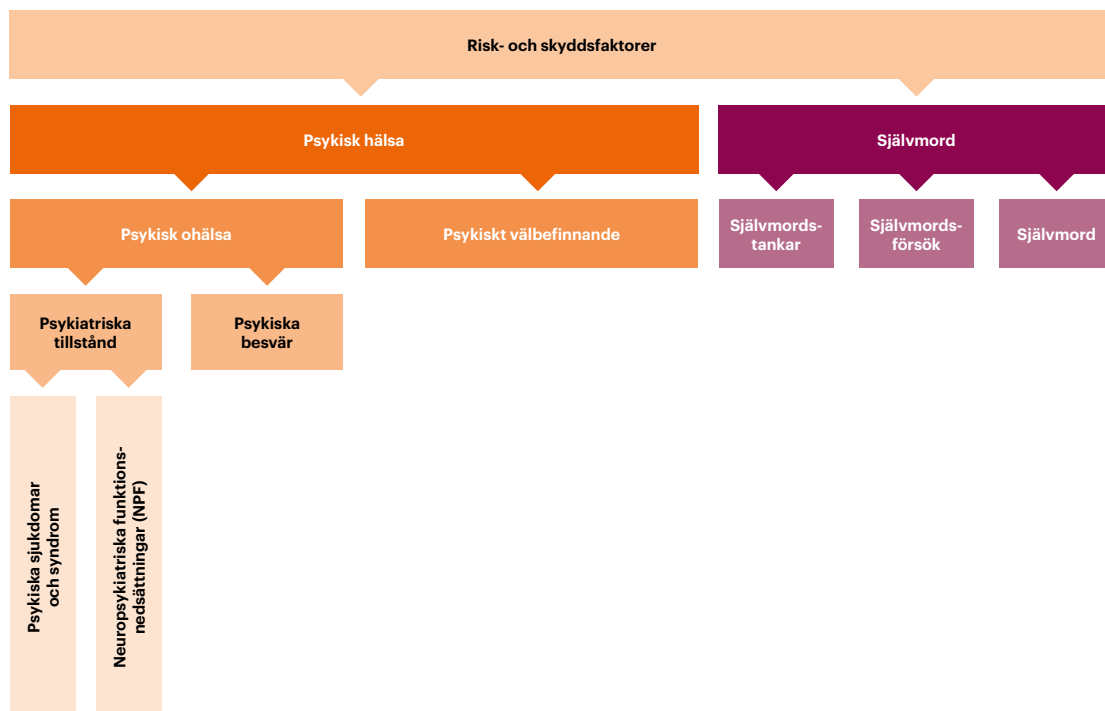 Risk- och skyddsfaktorer
Psykisk hälsa
Självmord
Psykisk ohälsa
Psykiskt välbefinnande
Självmords-
tankar
Självmords-
försök
Självmord
Psykiatriska
tillstånd
Psykiska
besvär
Psykiska sjukdomar
och syndrom
Neuropsykiatriska funktions-
nedsättningar (NPF)